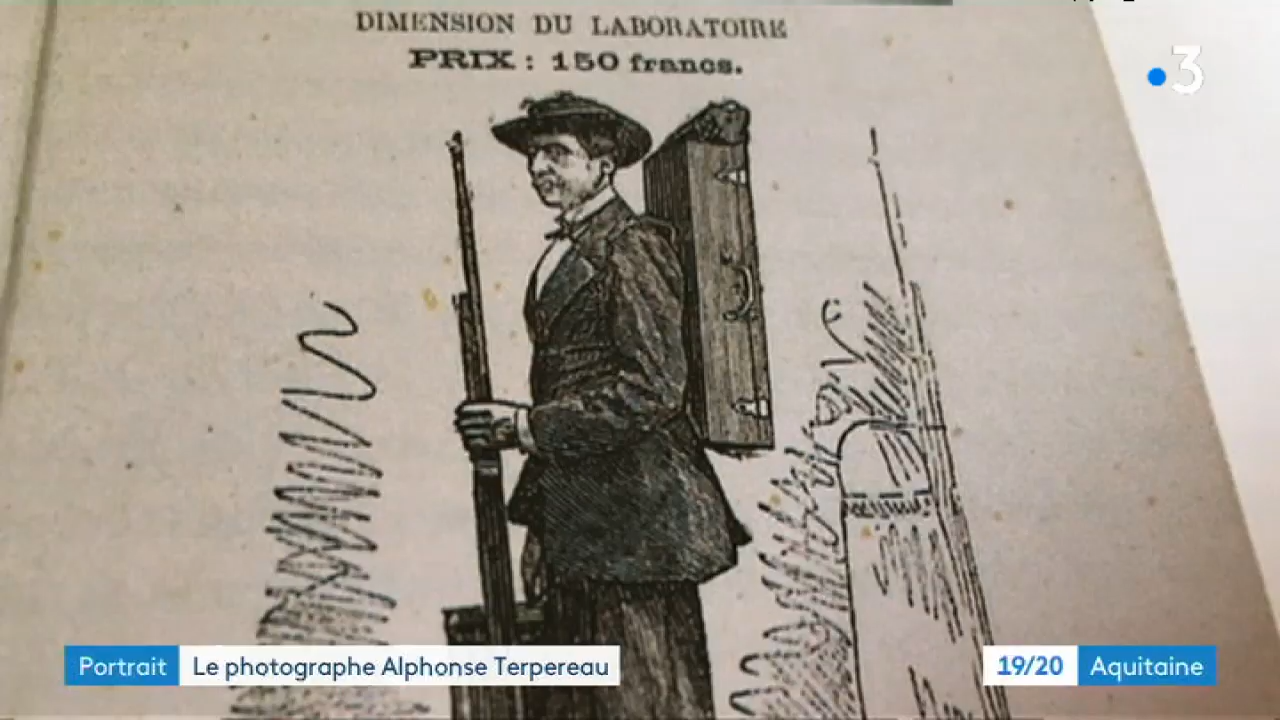 DIMENSION DU LABORATOIRE
PRIX : 150 francs.
3
Portrait Le photographe Alphonse Terpereau
19/20 Aquitaine